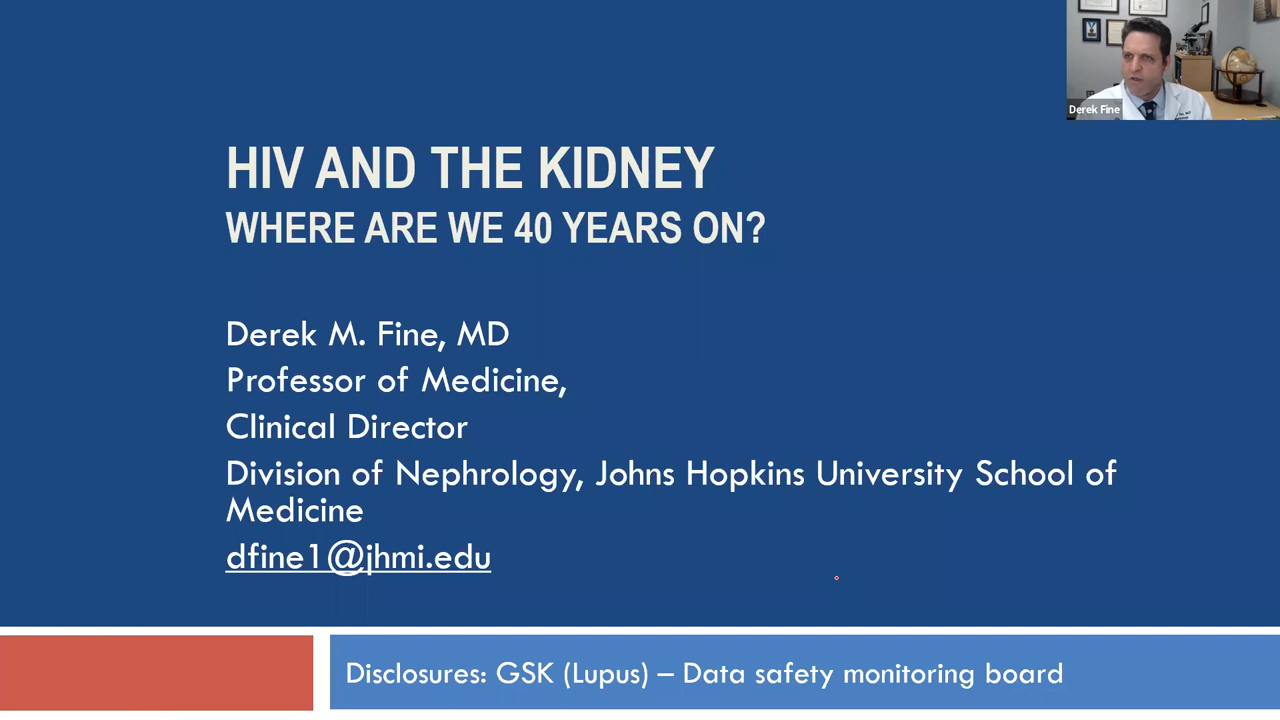 Derek Fine
HIV AND THE KIDNEY
WHERE ARE WE 40 YEARS ON?
Derek M. Fine, MD
Professor of Medicine,
Clinical Director
Division of Nephrology, Johns Hopkins University School of
Medicine
dfine1@jhmi.edu
Disclosures: GSK (Lupus) – Data safety monitoring board